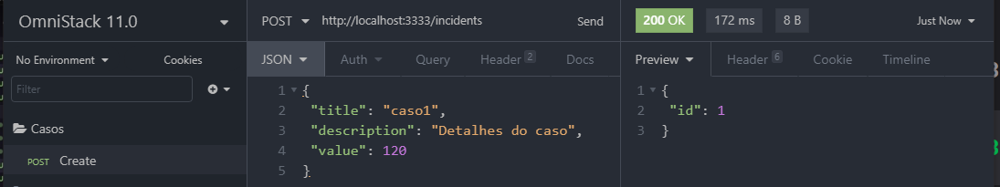 OmniStack 11.0
No Environment
Cookies
Filter
Casos
POST Create
POST http://localhost:3333/incidents Send
JSON Auth Query Header 2 Docs
1 {
2 "title": "caso1",
3 "description": "Detalhes do caso",
4 "value": 120
5 }
200 OK 172 ms 8 B Just Now
Preview Header 6 Cookie Timeline
1 {
2 "id": 1
3 }